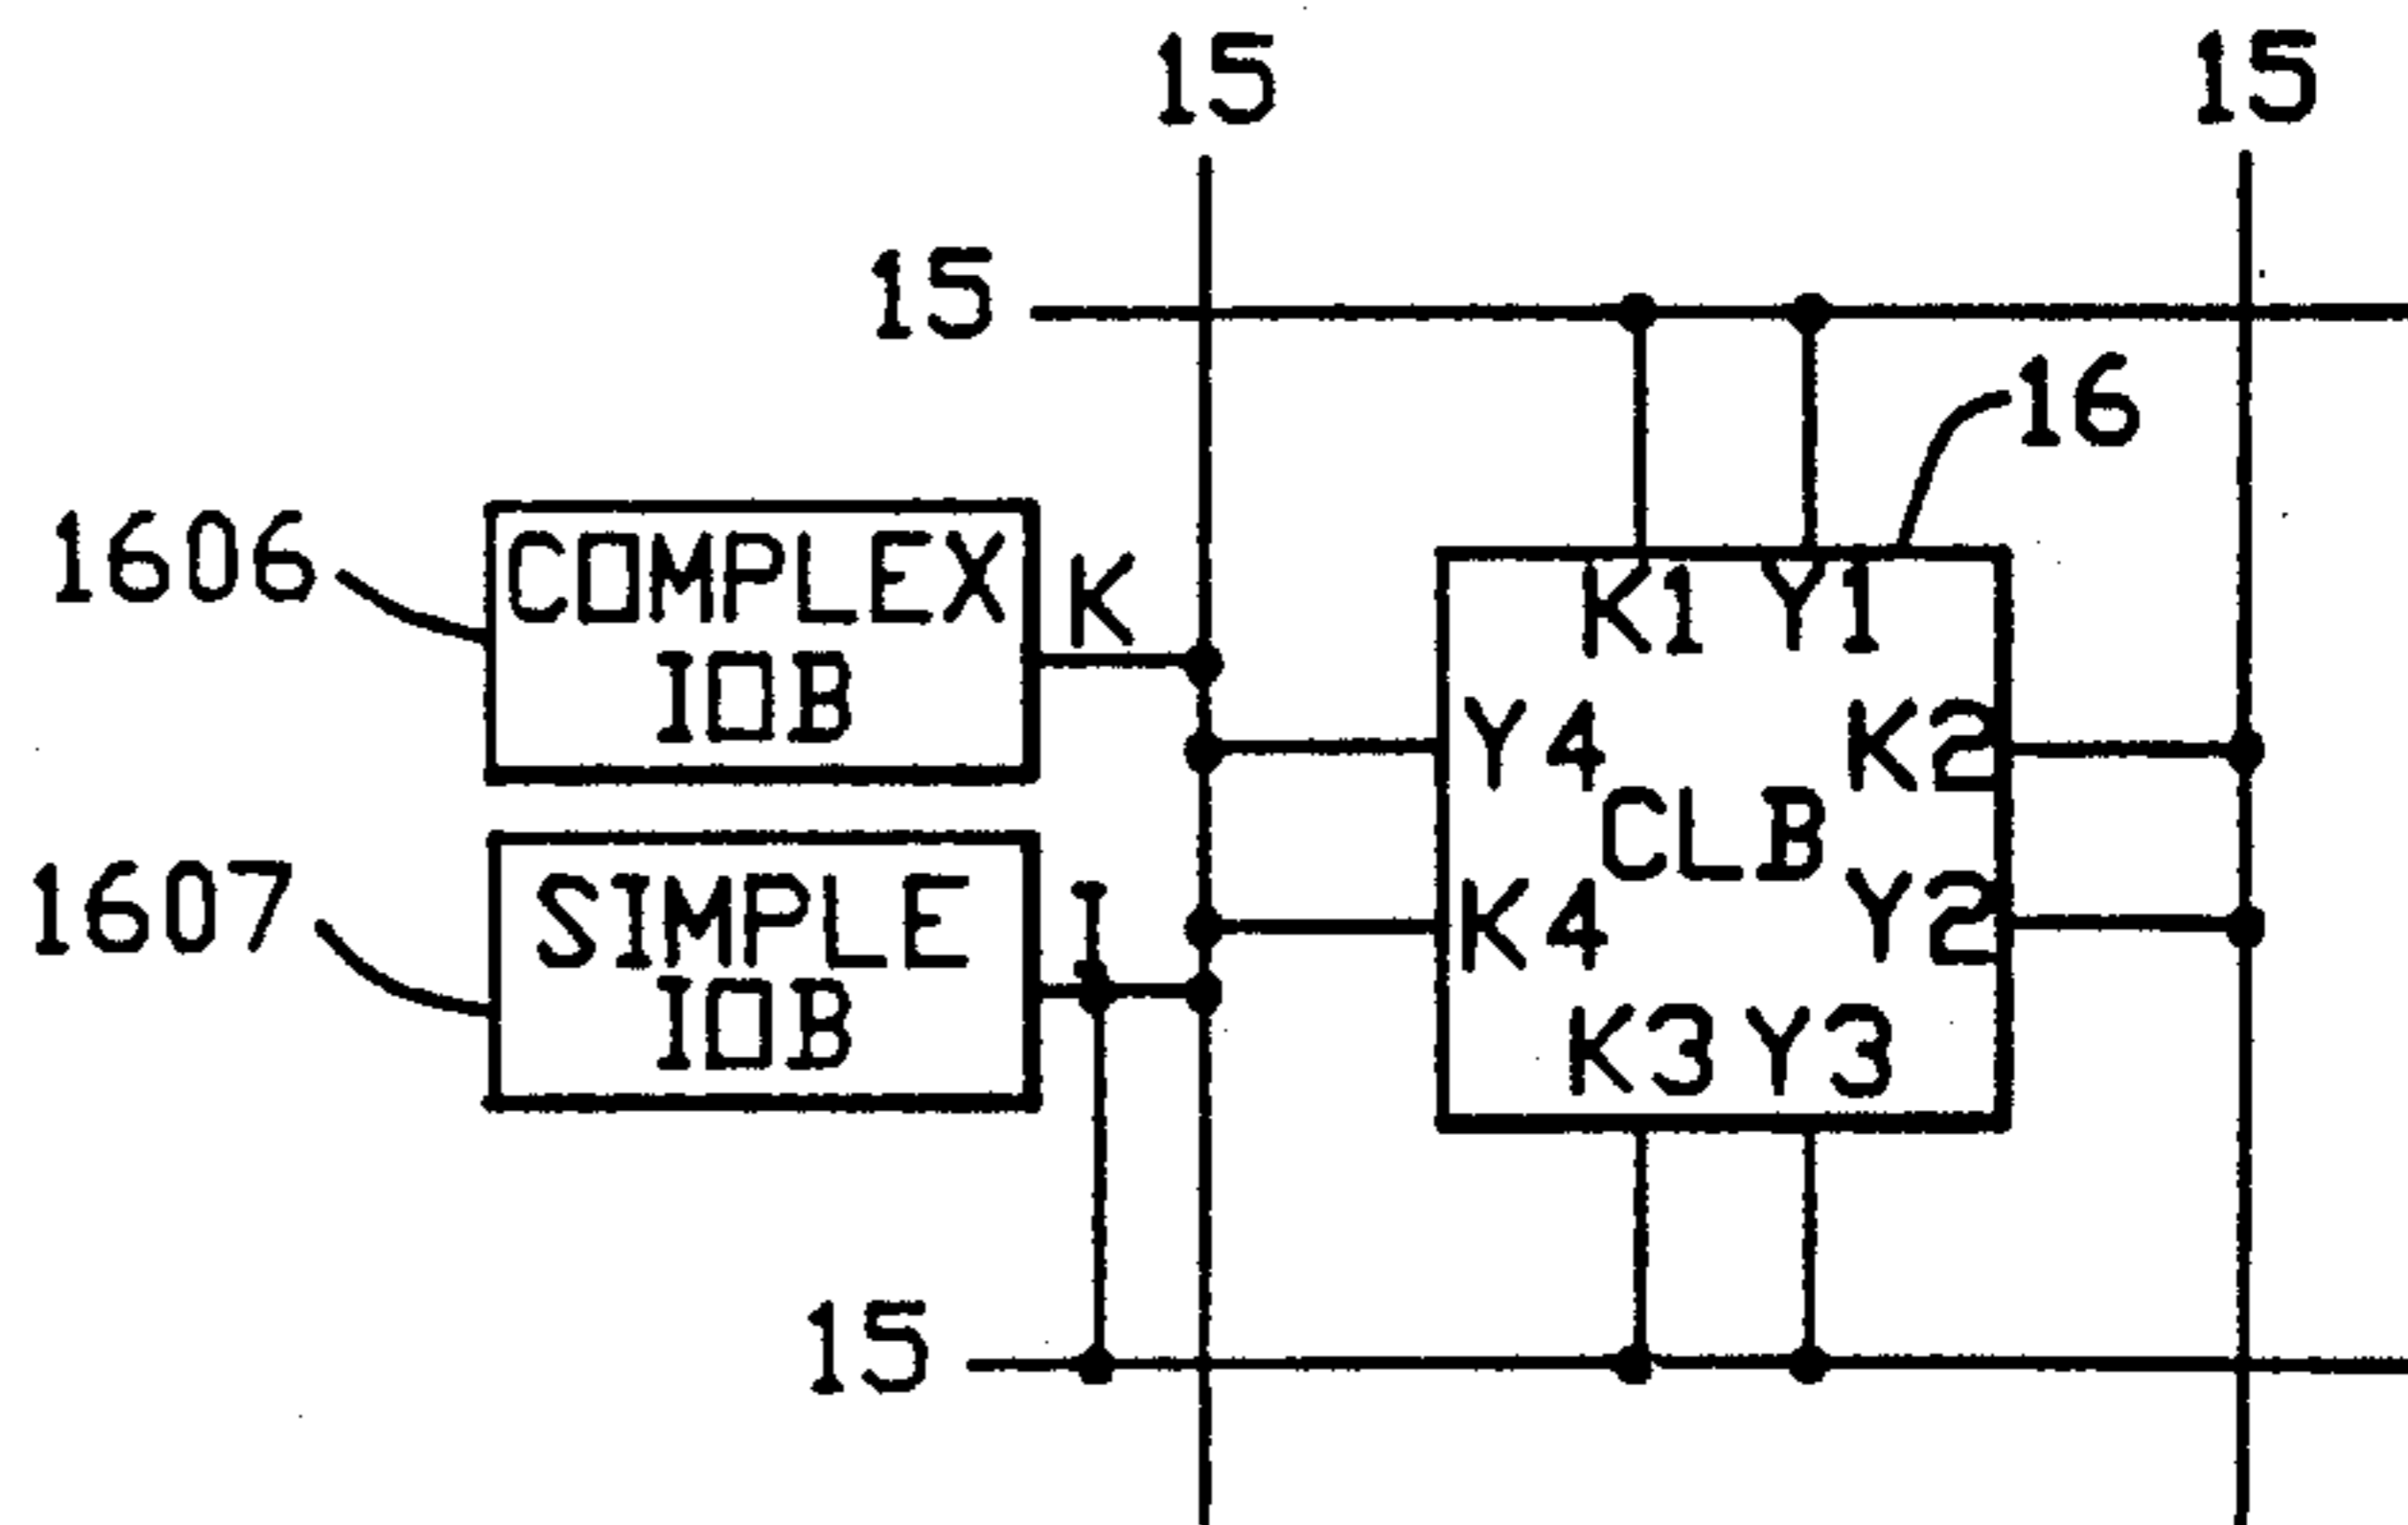 15
15
15
16
1606
COMPLEX
IOB
K
K1 Y1
Y4
K2
CLB
1607
SIMPLE
IOB
I
K4
Y2
K3 Y3
15